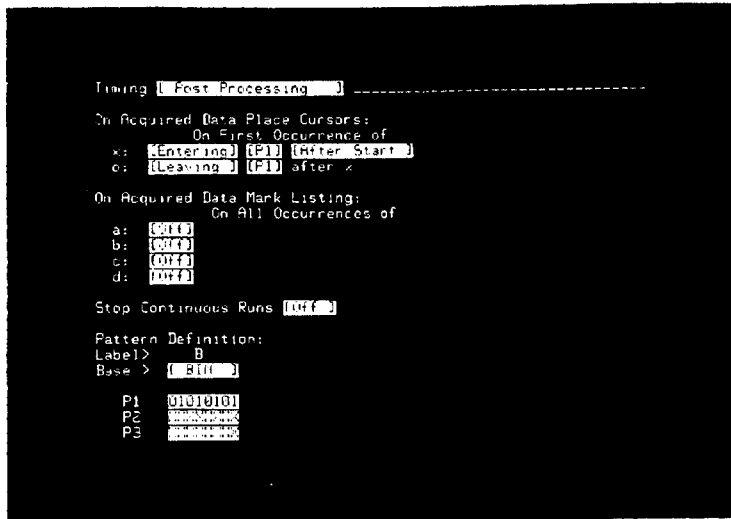 Timing [ Post Processing ]
On Acquired Data Place Cursors:
On First Occurrence of
x: [Entering] [P1] [After Start ]
o: [Leaving ] [P1] after x
On Acquired Data Mark Listing:
On All Occurrences of
a: [Off]
b: [Off]
c: [Off]
d: [Off]
Stop Continuous Runs [Off ]
Pattern Definition:
Label> B
Base > [ BIN ]
P1 01010101
P2 XXXXXXXX
P3 XXXXXXXX